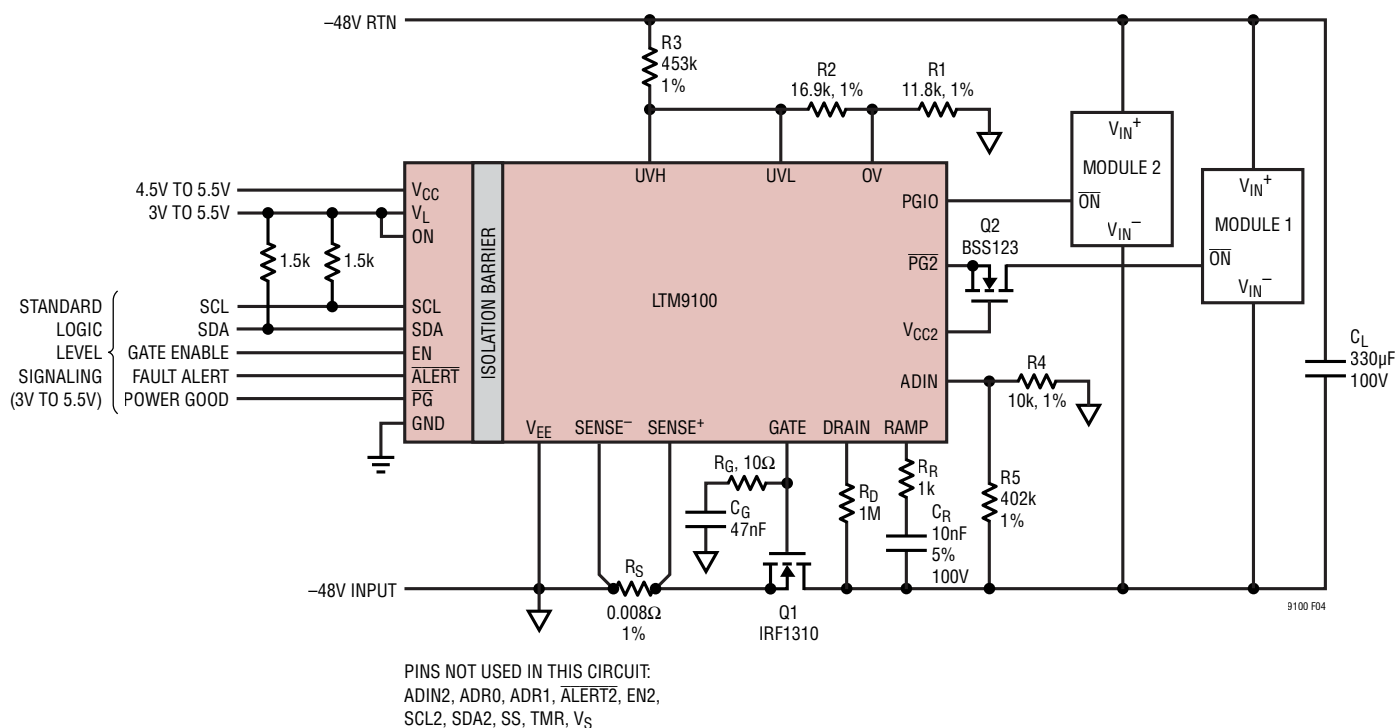 –48V RTN
R3
453k
1%
R2
16.9k, 1%
R1
11.8k, 1%
V_IN+
MODULE 2
O̅N̅
V_IN–
V_IN+
MODULE 1
O̅N̅
V_IN–
4.5V TO 5.5V
3V TO 5.5V
V_CC
V_L
ON
UVH
UVL
OV
PGIO
Q2
BSS123
1.5k
1.5k
ISOLATION BARRIER
LTM9100
P̅G̅2̅
V_CC2
STANDARD
LOGIC
LEVEL
SIGNALING
(3V TO 5.5V)
SCL
SDA
GATE ENABLE
FAULT ALERT
POWER GOOD
SCL
SDA
EN
A̅L̅E̅R̅T̅
P̅G̅
GND
ADIN
R4
10k, 1%
C_L
330µF
100V
V_EE
SENSE–
SENSE+
GATE
DRAIN
RAMP
R_G, 10Ω
C_G
47nF
R_D
1M
R_R
1k
C_R
10nF
5%
100V
R5
402k
1%
–48V INPUT
R_S
0.008Ω
1%
Q1
IRF1310
9100 F04
PINS NOT USED IN THIS CIRCUIT:
ADIN2, ADR0, ADR1, A̅L̅E̅R̅T̅2̅, EN2,
SCL2, SDA2, SS, TMR, V_S